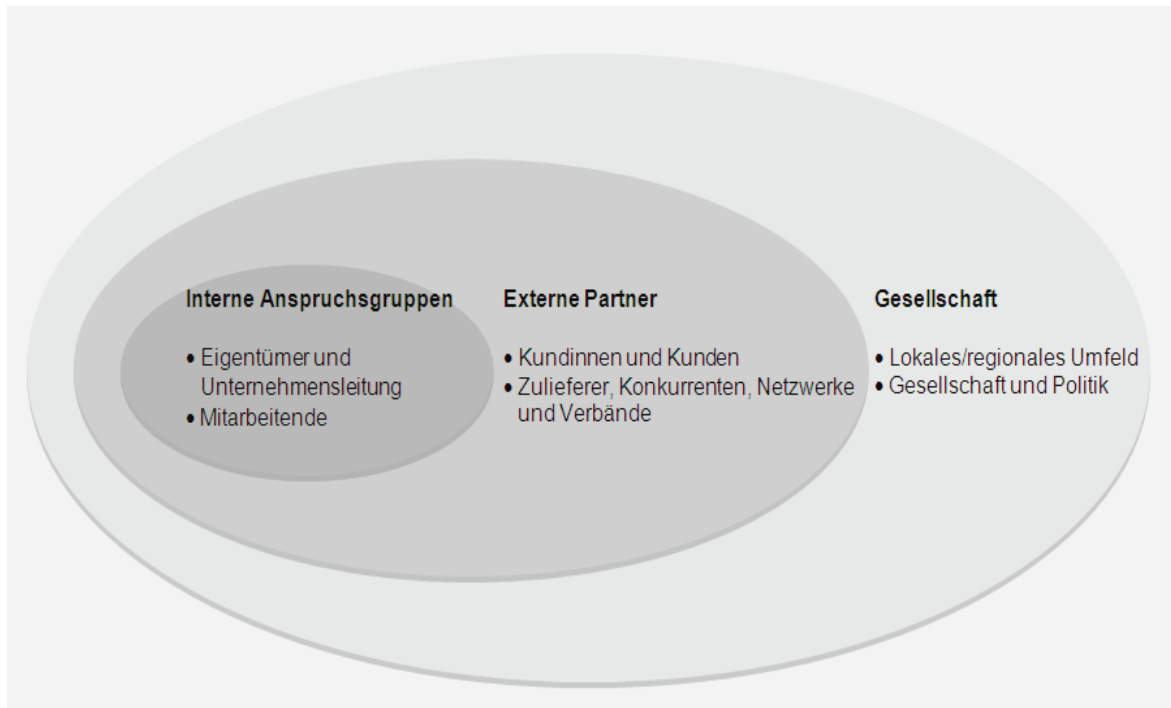 Interne Anspruchsgruppen
• Eigentümer und
Unternehmensleitung
• Mitarbeitende
Externe Partner
• Kundinnen und Kunden
• Zulieferer, Konkurrenten, Netzwerke
und Verbände
Gesellschaft
• Lokales/regionales Umfeld
• Gesellschaft und Politik